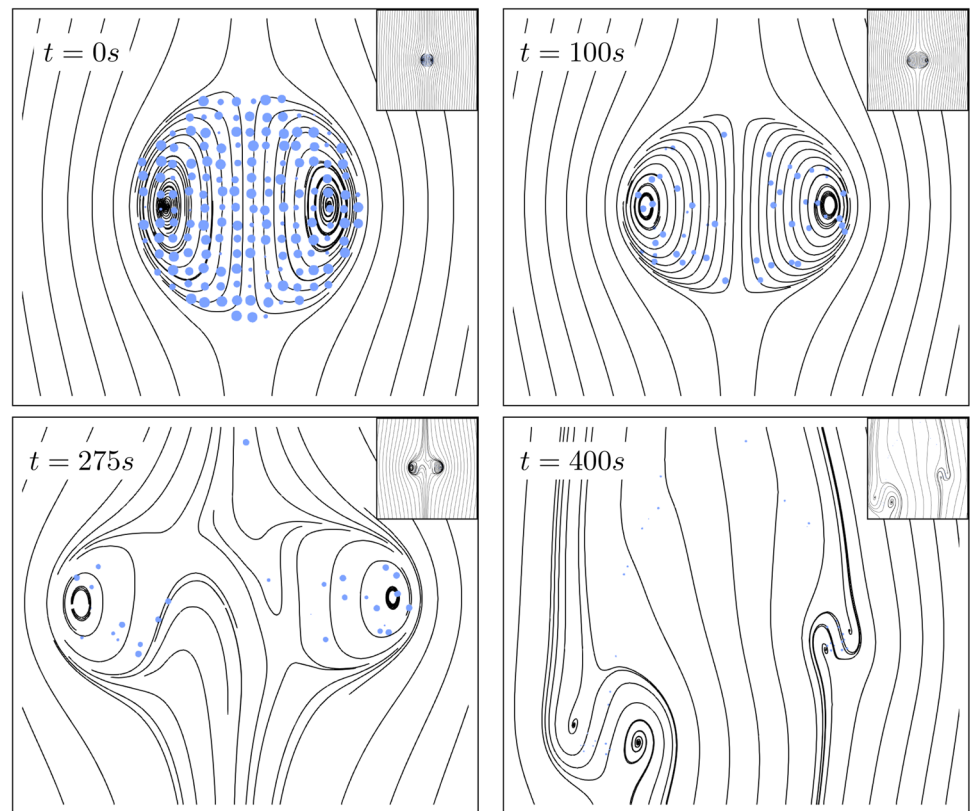 t = 0s
t = 100s
t = 275s
t = 400s